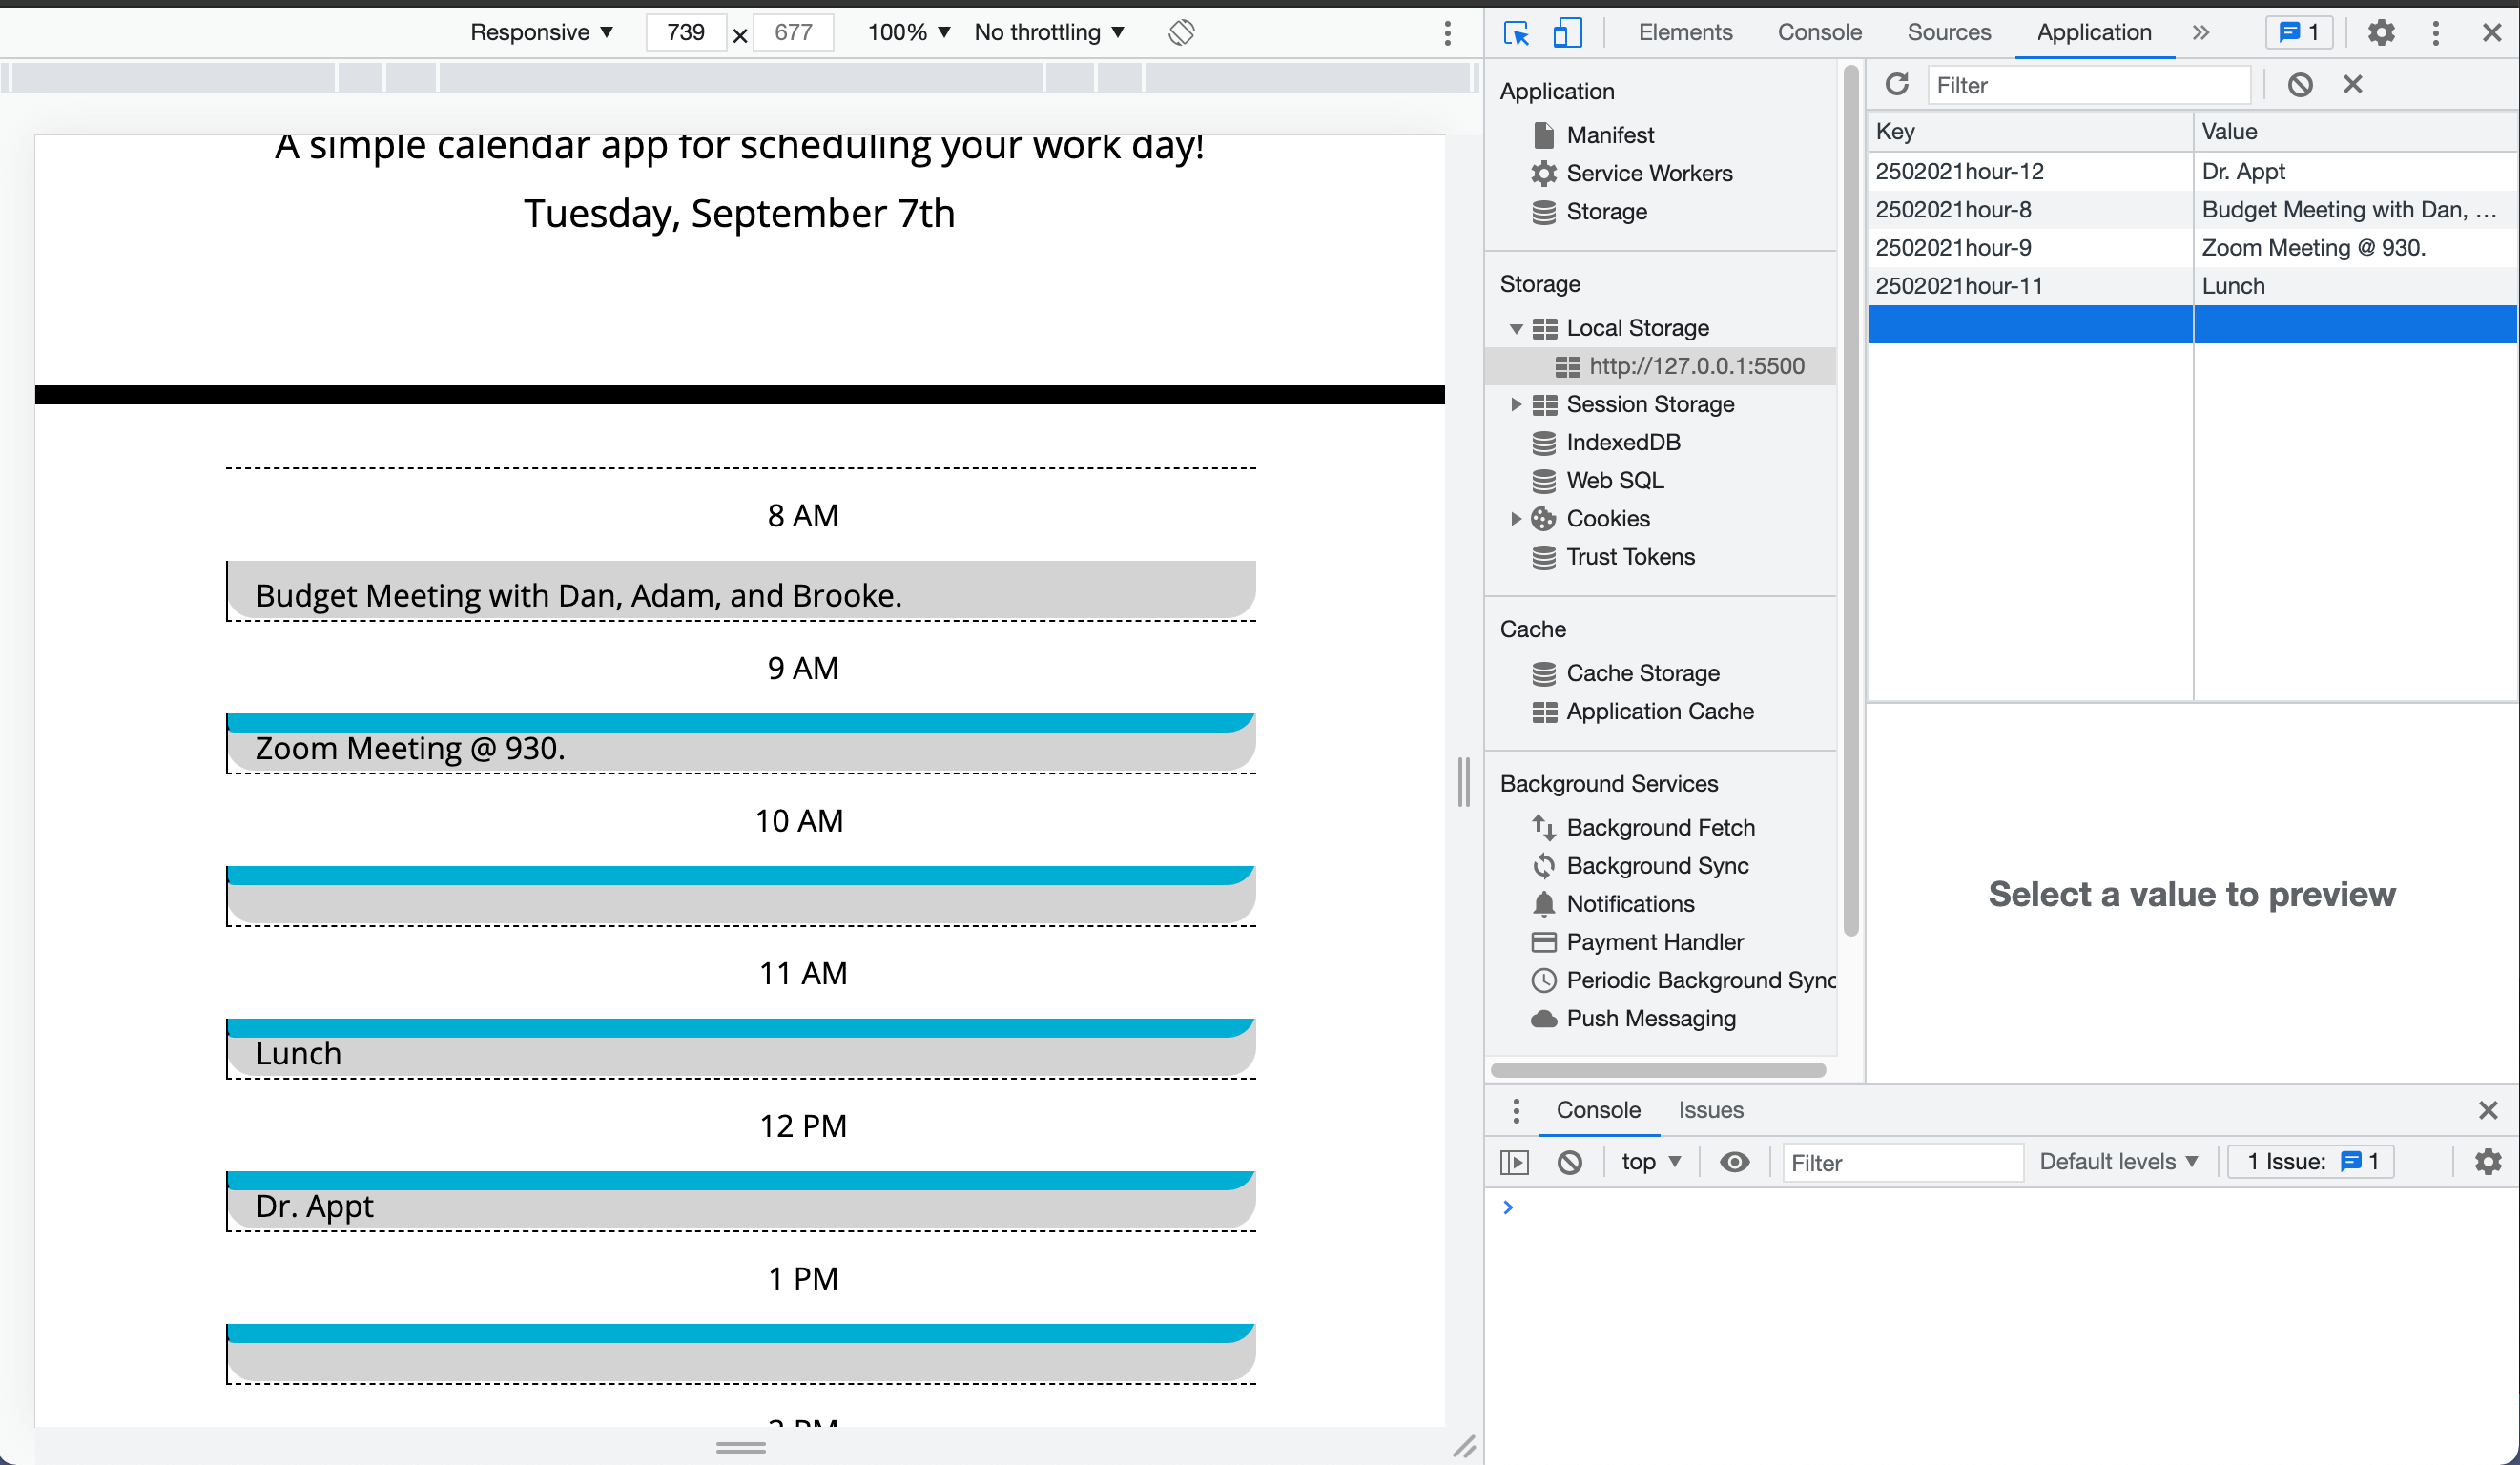 Responsive ▼ 739 × 677 100% ▼ No throttling ▼
A simple calendar app for scheduling your work day!
Tuesday, September 7th
8 AM
Budget Meeting with Dan, Adam, and Brooke.
9 AM
Zoom Meeting @ 930.
10 AM
11 AM
Lunch
12 PM
Dr. Appt
1 PM
2 PM
Elements Console Sources Application 1
Application
Manifest
Service Workers
Storage
Storage
Local Storage
http://127.0.0.1:5500
Session Storage
IndexedDB
Web SQL
Cookies
Trust Tokens
Cache
Cache Storage
Application Cache
Background Services
Background Fetch
Background Sync
Notifications
Payment Handler
Periodic Background Sync
Push Messaging
Filter
Key Value
2502021hour-12 Dr. Appt
2502021hour-8 Budget Meeting with Dan, …
2502021hour-9 Zoom Meeting @ 930.
2502021hour-11 Lunch
Select a value to preview
Console Issues
top ▼ Filter Default levels ▼ 1 Issue: 1